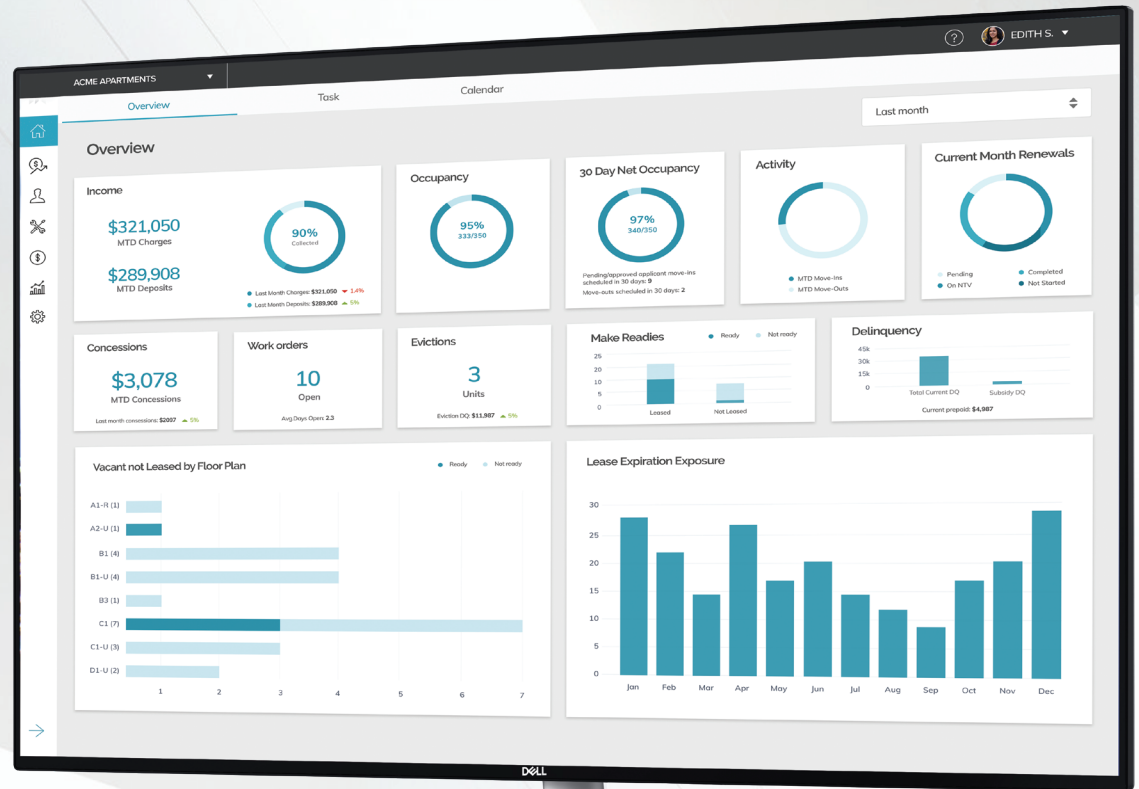 EDITH S.
ACME APARTMENTS
Overview
Task
Calendar
Last month
Overview
Income
$321,050
MTD Charges
$289,908
MTD Deposits
90%
Collected
Last Month Charges: $321,050 1.4%
Last Month Deposits: $289,908 5%
Occupancy
95%
333/350
30 Day Net Occupancy
97%
340/350
Pending/approved applicant move-ins
scheduled in 30 days: 9
Move-outs scheduled in 30 days: 2
Activity
MTD Move-Ins
MTD Move-Outs
Current Month Renewals
Pending
Completed
On NTV
Not Started
Concessions
$3,078
MTD Concessions
Last month concessions: $2097 5%
Work orders
10
Open
Avg Days Open: 2.3
Evictions
3
Units
Eviction DQ: $11,987 5%
Make Readies
Ready
Not ready
25
20
10
5
0
Leased
Not Leased
Delinquency
45k
30k
15k
0
Total Current DQ
Subsidy DQ
Current prepaid: $4,987
Vacant not Leased by Floor Plan
Ready
Not ready
A1-R (1)
A2-U (1)
B1 (4)
B1-U (4)
B3 (1)
C1 (7)
C1-U (3)
D1-U (2)
1 2 3 4 5 6 7
Lease Expiration Exposure
30
25
20
15
10
5
0
Jan Feb Mar Apr May Jun Jul Aug Sep Oct Nov Dec
DELL